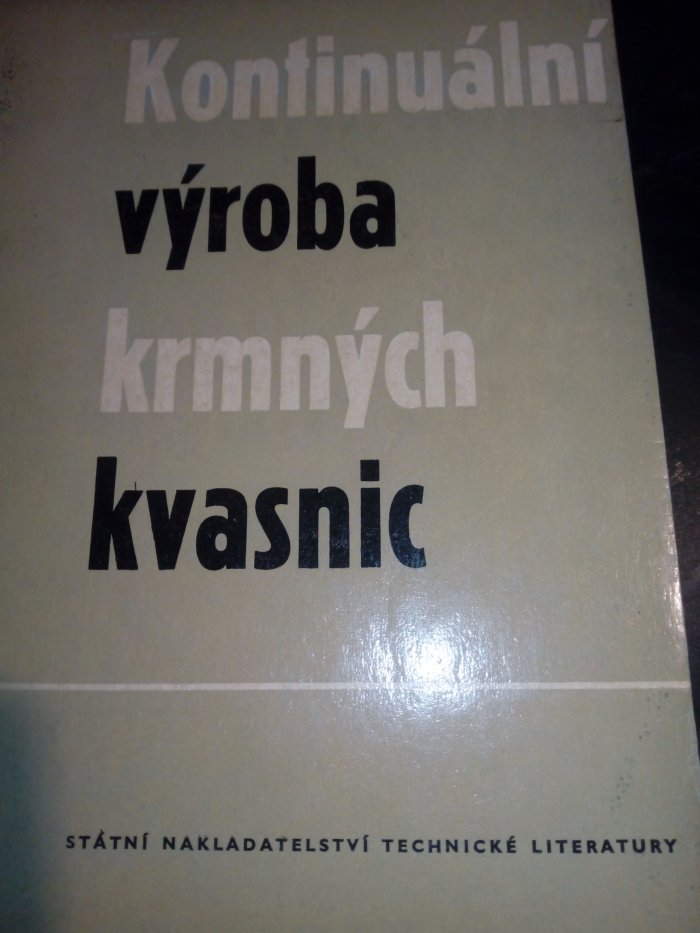 Kontinuální
výroba
krmných
kvasnic
STÁTNÍ NAKLADATELSTVÍ TECHNICKÉ LITERATURY